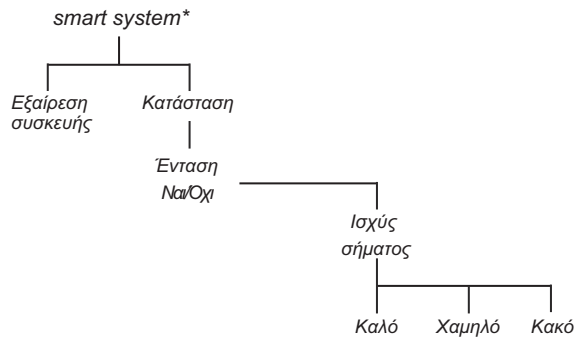 smart system*
Εξαίρεση
συσκευής
Κατάσταση
Ένταση
Ναι/Όχι
Ισχύς
σήματος
Καλό
Χαμηλό
Κακό